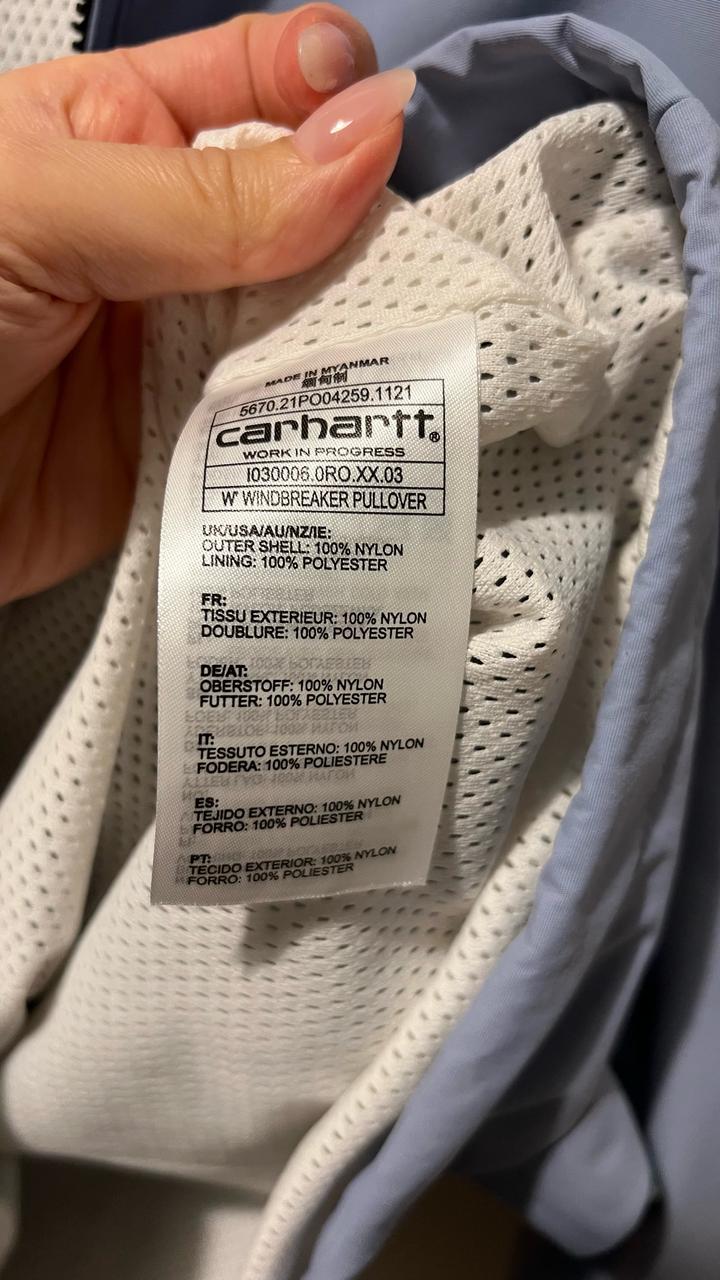 MADE IN MYANMAR
缅甸制
5670.21PO04259.1121
carhartt®
WORK IN PROGRESS
I030006.0RO.XX.03
W' WINDBREAKER PULLOVER
UK/USA/AU/NZ/IE:
OUTER SHELL: 100% NYLON
LINING: 100% POLYESTER
FR:
TISSU EXTERIEUR: 100% NYLON
DOUBLURE: 100% POLYESTER
DE/AT:
OBERSTOFF: 100% NYLON
FUTTER: 100% POLYESTER
IT:
TESSUTO ESTERNO: 100% NYLON
FODERA: 100% POLIESTERE
ES:
TEJIDO EXTERNO: 100% NYLON
FORRO: 100% POLIESTER
PT:
TECIDO EXTERIOR: 100% NYLON
FORRO: 100% POLIESTER